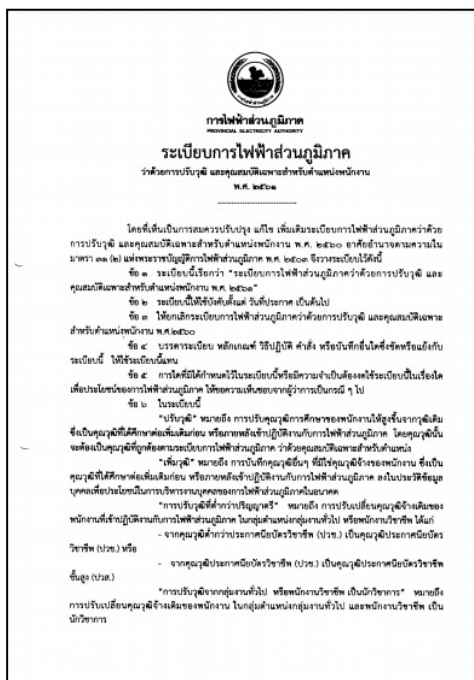 การไฟฟ้าส่วนภูมิภาค
PROVINCIAL ELECTRICITY AUTHORITY
ระเบียบการไฟฟ้าส่วนภูมิภาค
ว่าด้วยการปรับวุฒิ และคุณสมบัติเฉพาะสำหรับตำแหน่งพนักงาน
พ.ศ. ๒๕๖๑
โดยที่เห็นเป็นการสมควรปรับปรุง แก้ไข เพิ่มเติมระเบียบการไฟฟ้าส่วนภูมิภาคว่าด้วย
การปรับวุฒิ และคุณสมบัติเฉพาะสำหรับตำแหน่งพนักงาน พ.ศ. ๒๕๖๐ อาศัยอำนาจตามความใน
มาตรา ๓๑ (๒) แห่งพระราชบัญญัติการไฟฟ้าส่วนภูมิภาค พ.ศ. ๒๕๐๓ จึงวางระเบียบไว้ดังนี้
ข้อ ๑ ระเบียบนี้เรียกว่า "ระเบียบการไฟฟ้าส่วนภูมิภาคว่าด้วยการปรับวุฒิ และ
คุณสมบัติเฉพาะสำหรับตำแหน่งพนักงาน พ.ศ. ๒๕๖๑"
ข้อ ๒ ระเบียบนี้ให้ใช้บังคับตั้งแต่ วันที่ประกาศ เป็นต้นไป
ข้อ ๓ ให้ยกเลิกระเบียบการไฟฟ้าส่วนภูมิภาคว่าด้วยการปรับวุฒิ และคุณสมบัติเฉพาะ
สำหรับตำแหน่งพนักงาน พ.ศ.๒๕๖๐
ข้อ ๔ บรรดาระเบียบ หลักเกณฑ์ วิธีปฏิบัติ คำสั่ง หรือบันทึกอื่นใดซึ่งขัดหรือแย้งกับ
ระเบียบนี้ ให้ใช้ระเบียบนี้แทน
ข้อ ๕ การใดที่มิได้กำหนดไว้ในระเบียบนี้หรือมีความจำเป็นต้องงดใช้ระเบียบนี้ในเรื่องใด
เพื่อประโยชน์ของการไฟฟ้าส่วนภูมิภาค ให้ขอความเห็นชอบจากผู้ว่าการเป็นกรณี ๆ ไป
ข้อ ๖ ในระเบียบนี้
"ปรับวุฒิ" หมายถึง การปรับคุณวุฒิการศึกษาของพนักงานให้สูงขึ้นจากวุฒิเดิม
ซึ่งเป็นคุณวุฒิที่ได้ศึกษาต่อเพิ่มเติมก่อน หรือภายหลังเข้าปฏิบัติงานกับการไฟฟ้าส่วนภูมิภาค โดยคุณวุฒินั้น
จะต้องเป็นคุณวุฒิที่ถูกต้องตามระเบียบการไฟฟ้าส่วนภูมิภาค ว่าด้วยคุณสมบัติเฉพาะสำหรับตำแหน่ง
"เพิ่มวุฒิ" หมายถึง การบันทึกคุณวุฒิอื่นๆ ที่มิใช่คุณวุฒิจ้างของพนักงาน ซึ่งเป็น
คุณวุฒิที่ได้ศึกษาต่อเพิ่มเติมก่อน หรือภายหลังเข้าปฏิบัติงานกับการไฟฟ้าส่วนภูมิภาค ลงในประวัติข้อมูล
บุคคลเพื่อประโยชน์ในการบริหารงานบุคคลของการไฟฟ้าส่วนภูมิภาคในอนาคต
"การปรับวุฒิที่ต่ำกว่าปริญญาตรี" หมายถึง การปรับเปลี่ยนคุณวุฒิจ้างเดิมของ
พนักงานที่เข้าปฏิบัติงานกับการไฟฟ้าส่วนภูมิภาค ในกลุ่มตำแหน่งกลุ่มงานทั่วไป หรือพนักงานวิชาชีพ ได้แก่
- จากคุณวุฒิต่ำกว่าประกาศนียบัตรวิชาชีพ (ปวช.) เป็นคุณวุฒิประกาศนียบัตร
วิชาชีพ (ปวช.) หรือ
- จากคุณวุฒิประกาศนียบัตรวิชาชีพ (ปวช.) เป็นคุณวุฒิประกาศนียบัตรวิชาชีพ
ชั้นสูง (ปวส.)
"การปรับวุฒิจากกลุ่มงานทั่วไป หรือพนักงานวิชาชีพ เป็นนักวิชาการ" หมายถึง
การปรับเปลี่ยนคุณวุฒิจ้างเดิมของพนักงาน ในกลุ่มตำแหน่งกลุ่มงานทั่วไป และพนักงานวิชาชีพ เป็น
นักวิชาการ